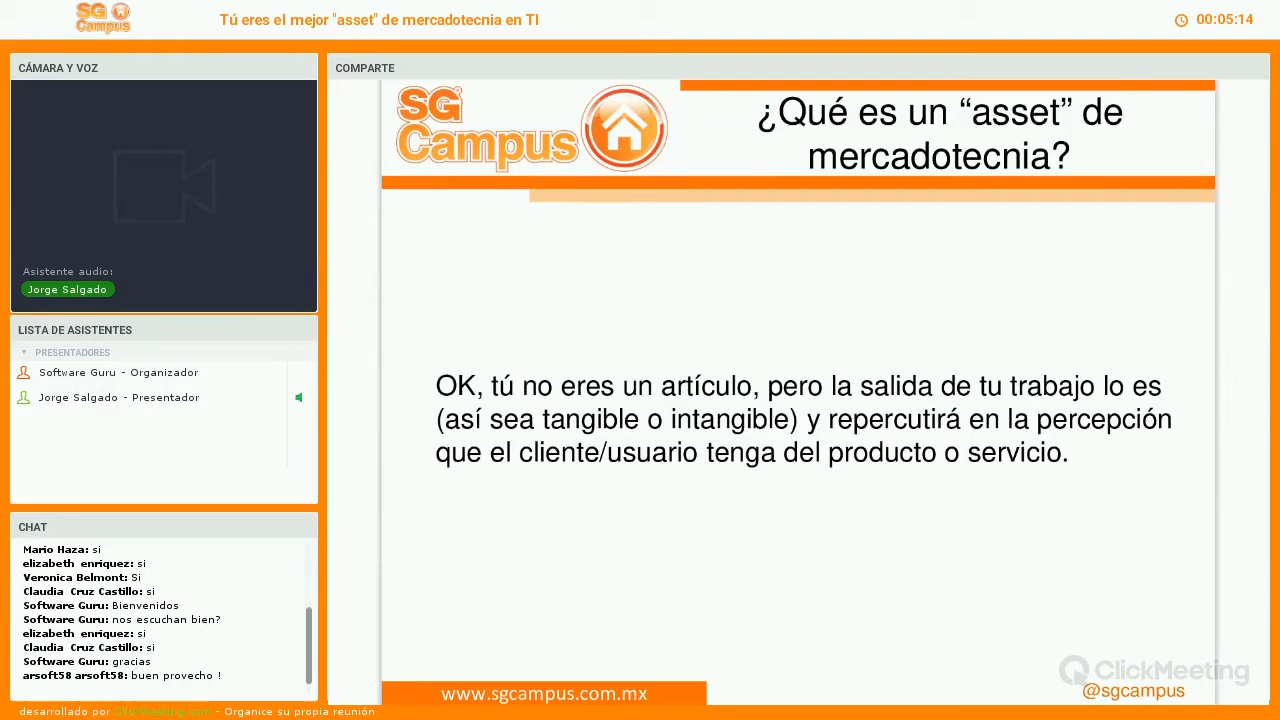 SG
Campus
Tú eres el mejor "asset" de mercadotecnia en TI
00:05:14
CÁMARA Y VOZ
Asistente audio:
Jorge Salgado
LISTA DE ASISTENTES
PRESENTADORES
Software Guru - Organizador
Jorge Salgado - Presentador
CHAT
Mario Haza: si
elizabeth enriquez: si
Veronica Belmont: Si
Claudia Cruz Castillo: si
Software Guru: Bienvenidos
Software Guru: nos escuchan bien?
elizabeth enriquez: si
Claudia Cruz Castillo: si
Software Guru: gracias
arsoft58 arsoft58: buen provecho !
desarrollado por ClickMeeting.com - Organice su propia reunión
COMPARTE
SG
Campus
¿Qué es un “asset” de
mercadotecnia?
OK, tú no eres un artículo, pero la salida de tu trabajo lo es
(así sea tangible o intangible) y repercutirá en la percepción
que el cliente/usuario tenga del producto o servicio.
www.sgcampus.com.mx
ClickMeeting
@sgcampus